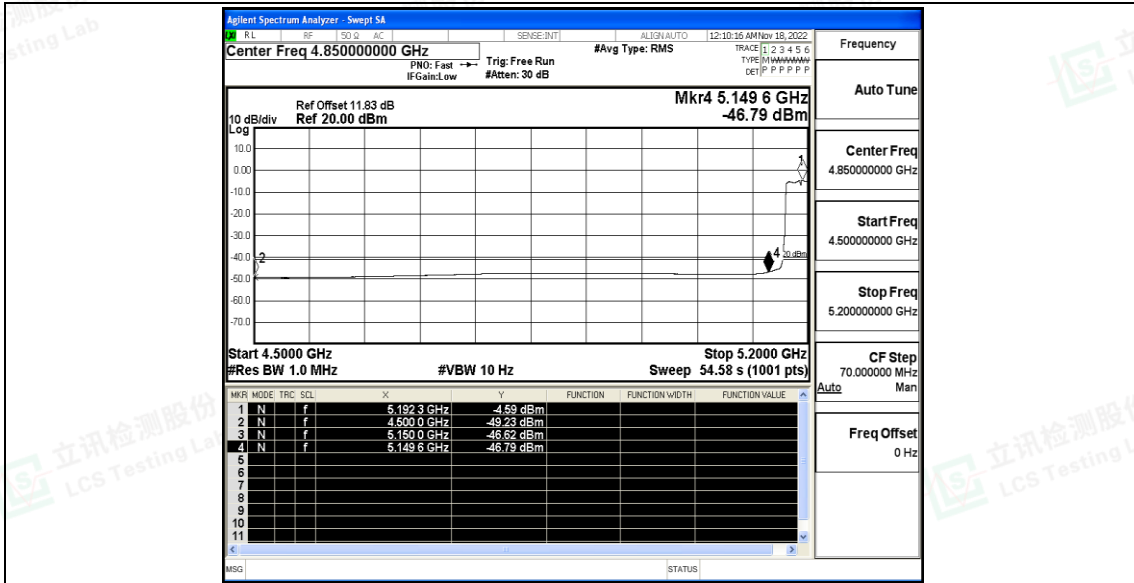 Agilent Spectrum Analyzer - Swept SA
LXI RL RF 50 Ω AC SENSE:INT ALIGN AUTO 12:10:16 AM Nov 18, 2022
Center Freq 4.850000000 GHz #Avg Type: RMS TRACE 1 2 3 4 5 6
PNO: Fast Trig: Free Run TYPE M WWWWW
IFGain:Low #Atten: 30 dB DET P P P P P P
Mkr4 5.149 6 GHz
Ref Offset 11.83 dB
10 dB/div Ref 20.00 dBm -46.79 dBm
Log
10.0
0.00
-10.0
-20.0
-30.0
-40.0
-50.0
-60.0
-70.0
1
2
4
Start 4.5000 GHz Stop 5.2000 GHz
#Res BW 1.0 MHz #VBW 10 Hz Sweep 54.58 s (1001 pts)
MKR MODE TRC SCL X Y FUNCTION FUNCTION WIDTH FUNCTION VALUE
1 N f 5.192 3 GHz -4.59 dBm
2 N f 4.500 0 GHz -49.23 dBm
3 N f 5.150 0 GHz -46.62 dBm
4 N f 5.149 6 GHz -46.79 dBm
5
6
7
8
9
10
11
MSG STATUS
Frequency
Auto Tune
Center Freq
4.850000000 GHz
Start Freq
4.500000000 GHz
Stop Freq
5.200000000 GHz
CF Step
70.000000 MHz
Auto Man
Freq Offset
0 Hz
立讯检测股份
LCS Testing Lab